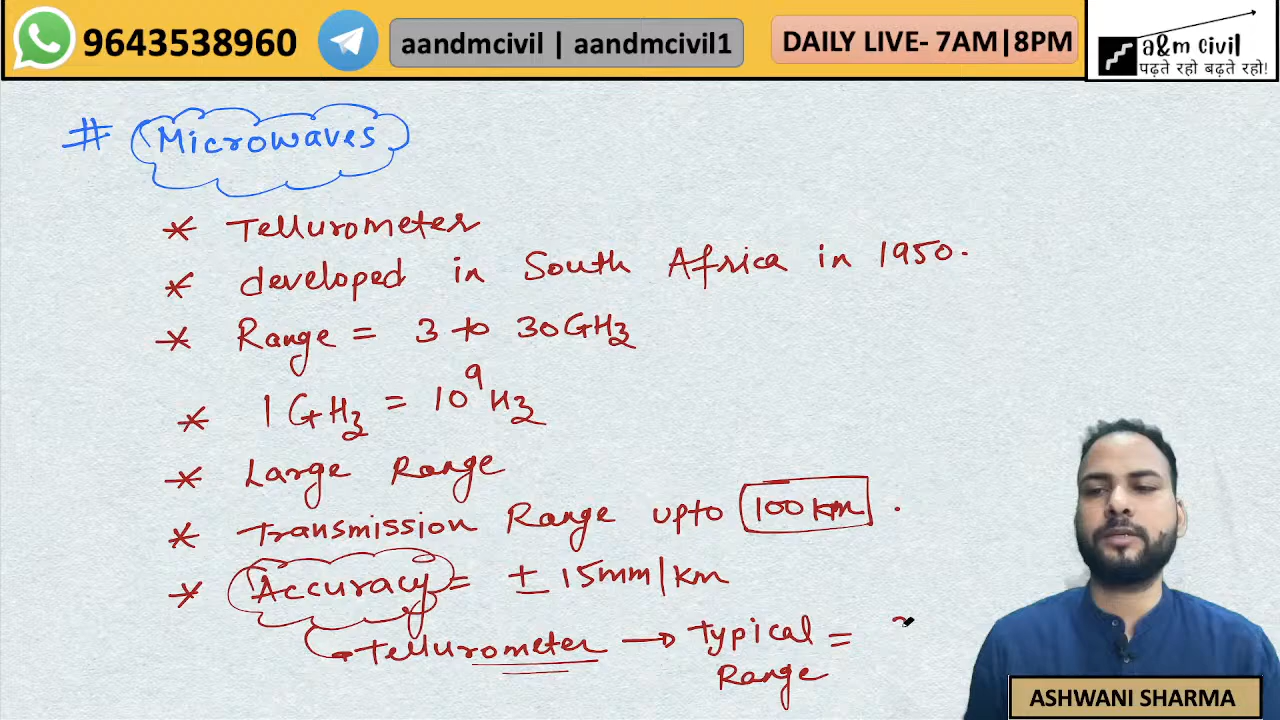 9643538960
aandmcivil | aandmcivil1
DAILY LIVE- 7AM|8PM
a&m civil
पढ़ते रहो बढ़ते रहो!
# Microwaves
* Tellurometer
* developed in South Africa in 1950.
* Range = 3 to 30 GHz
* 1 GHz = 10⁹ Hz
* Large Range
* Transmission Range upto 100 km.
* Accuracy = ± 15mm/km
Tellurometer → Typical Range =
ASHWANI SHARMA